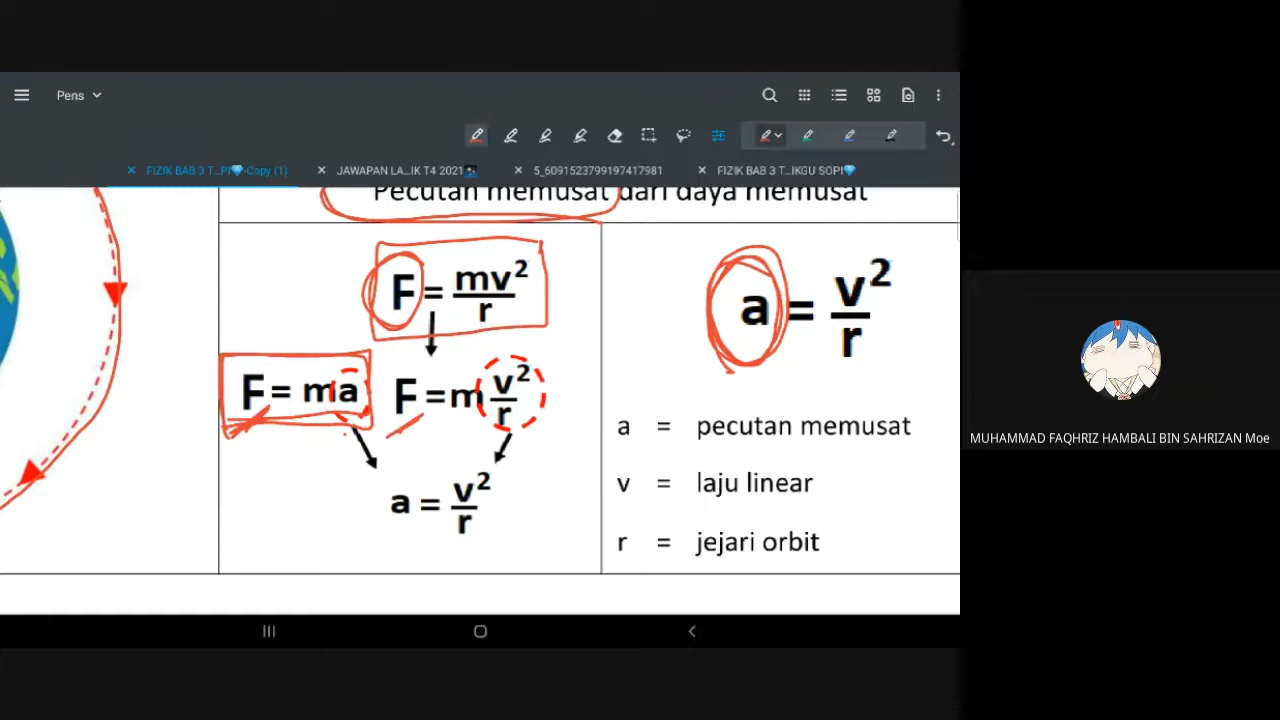 Pens
FIZIK BAB 3 T...PI💎-Copy (1)
JAWAPAN LA...IK T4 2021
5_6091523799197417981
FIZIK BAB 3 T...IKGU SOPI💎
Pecutan memusat dari daya memusat
F = mv²/r
F = ma
F = m v²/r
a = v²/r
a = v²/r
a = pecutan memusat
v = laju linear
r = jejari orbit
MUHAMMAD FAQHRIZ HAMBALI BIN SAHRIZAN Moe